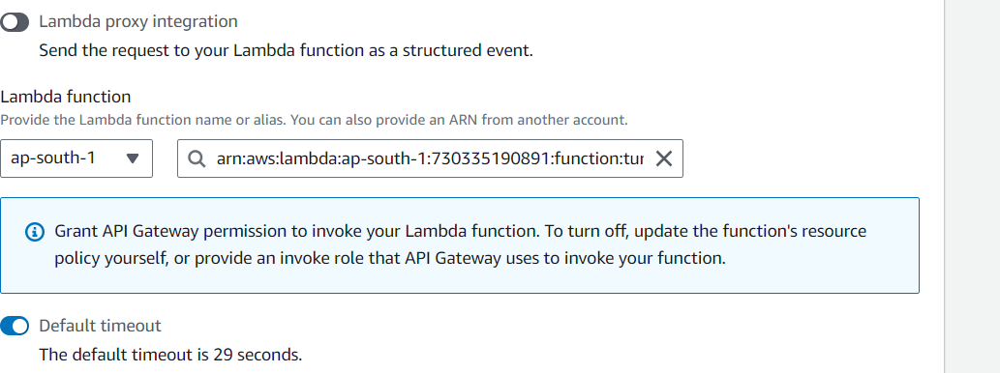 Lambda proxy integration
Send the request to your Lambda function as a structured event.
Lambda function
Provide the Lambda function name or alias. You can also provide an ARN from another account.
ap-south-1 arn:aws:lambda:ap-south-1:730335190891:function:tur
Grant API Gateway permission to invoke your Lambda function. To turn off, update the function's resource
policy yourself, or provide an invoke role that API Gateway uses to invoke your function.
Default timeout
The default timeout is 29 seconds.